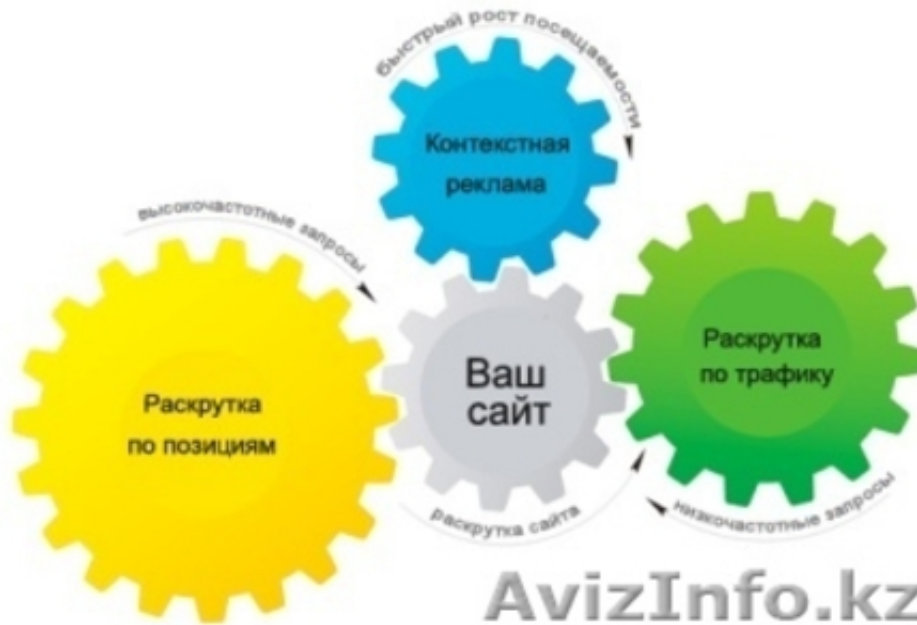 быстрый рост посещаемости
Контекстная
реклама
высокочастотные запросы
Раскрутка
по позициям
Ваш
сайт
Раскрутка
по трафику
раскрутка сайта
низкочастотные запросы
AvizInfo.kz